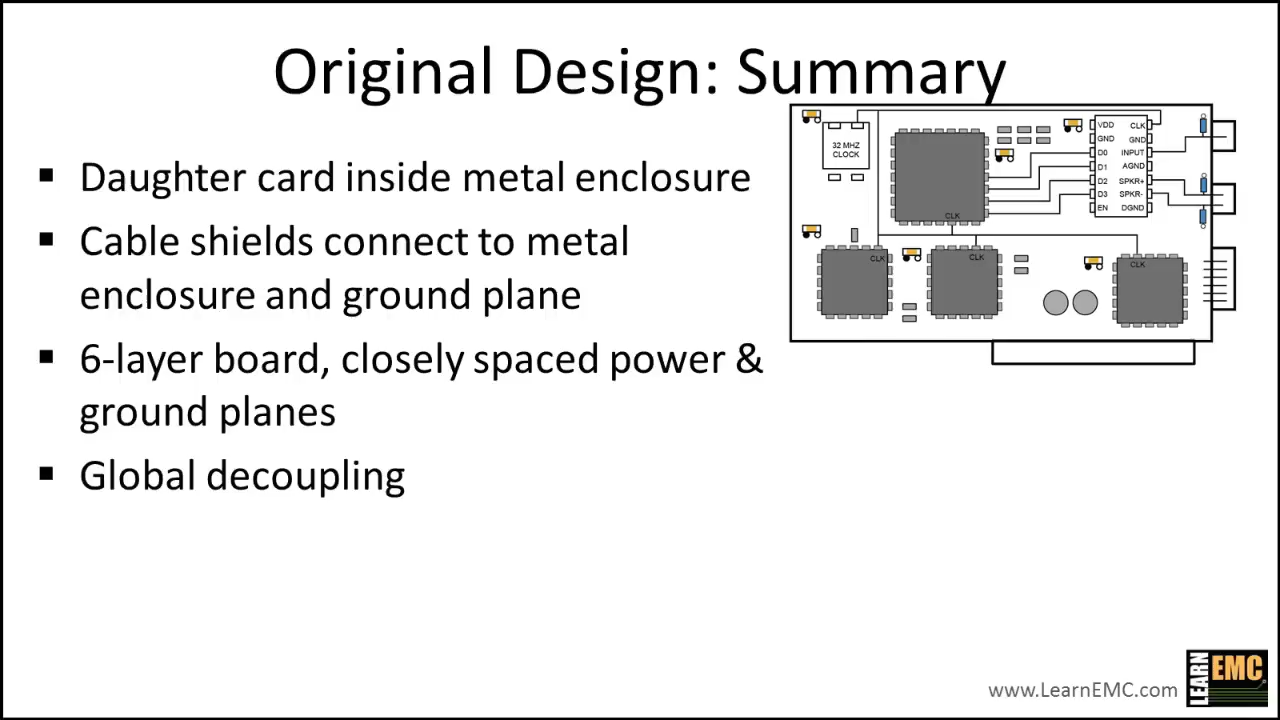 Original Design: Summary
▪ Daughter card inside metal enclosure
▪ Cable shields connect to metal
enclosure and ground plane
▪ 6-layer board, closely spaced power &
ground planes
▪ Global decoupling
32 MHZ
CLOCK
CLK
VDD CLK
GND GND
D0 INPUT
D1 AGND
D2 SPKR+
D3 SPKR-
EN DGND
CLK
CLK
CLK
www.LearnEMC.com
LEARN
EMC